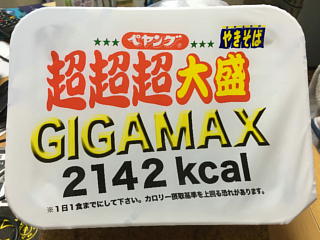 ペヤング
やきそば
超超超大盛
GIGAMAX
2142 kcal
※1日1食までにして下さい。カロリー摂取基準を上回る恐れがあります。